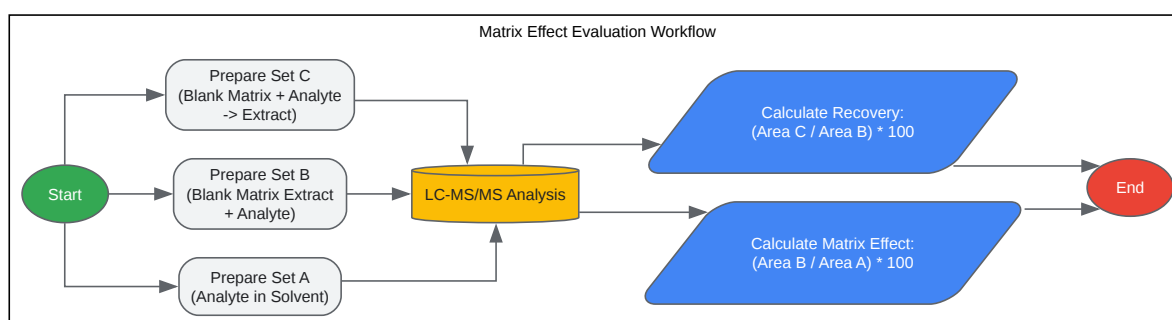 Matrix Effect Evaluation Workflow
Prepare Set C
(Blank Matrix + Analyte
-> Extract)
Calculate Recovery:
(Area C / Area B) * 100
Start
Prepare Set B
(Blank Matrix Extract
+ Analyte)
LC-MS/MS Analysis
End
Calculate Matrix Effect:
(Area B / Area A) * 100
Prepare Set A
(Analyte in Solvent)